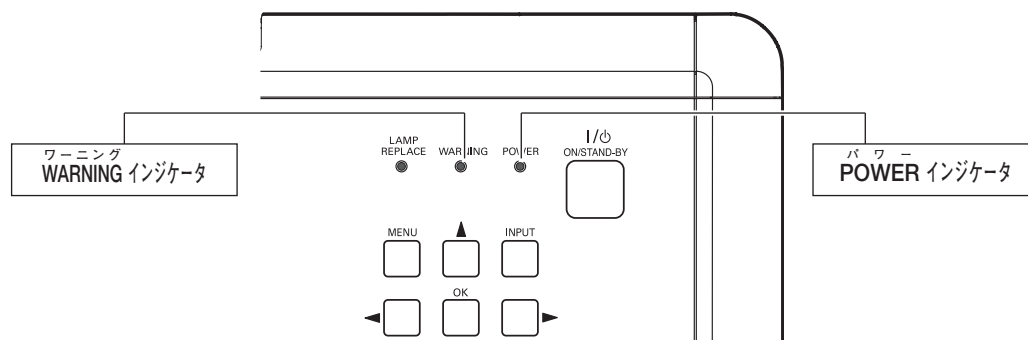 ワーニング
WARNING インジケータ
LAMP
REPLACE
WARNING
POWER
I/⏻
ON/STAND-BY
パワー
POWER インジケータ
MENU
INPUT
OK